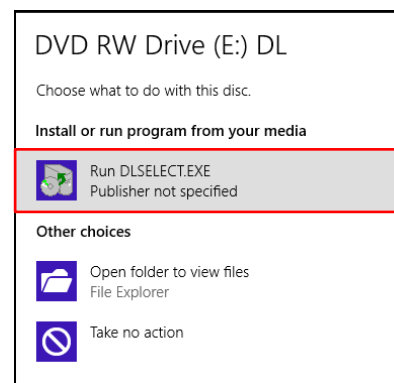 DVD RW Drive (E:) DL
Choose what to do with this disc.
Install or run program from your media
Run DLSELECT.EXE
Publisher not specified
Other choices
Open folder to view files
File Explorer
Take no action